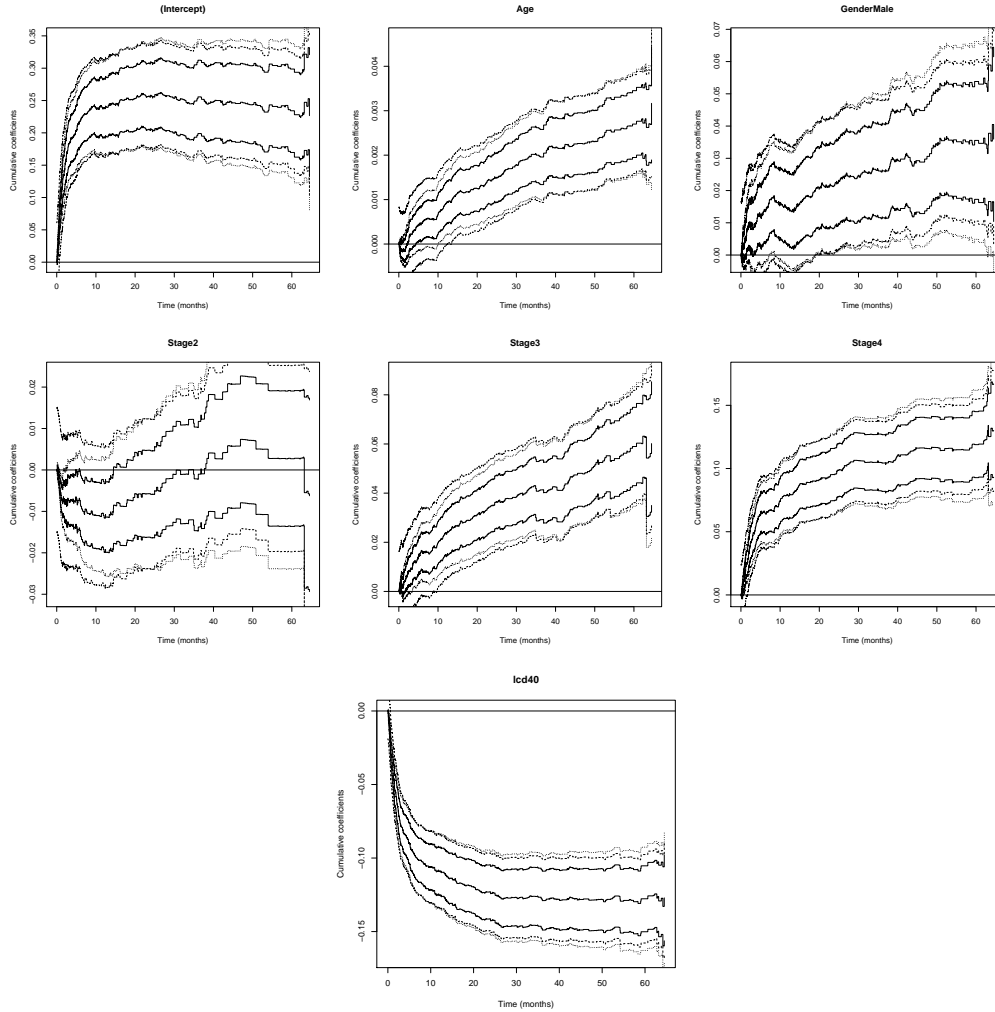 (Intercept)
Cumulative coefficients
0.00 0.05 0.10 0.15 0.20 0.25 0.30 0.35
0 10 20 30 40 50 60
Time (months)
Age
Cumulative coefficients
0.000 0.001 0.002 0.003 0.004
0 10 20 30 40 50 60
Time (months)
GenderMale
Cumulative coefficients
0.00 0.01 0.02 0.03 0.04 0.05 0.06 0.07
0 10 20 30 40 50 60
Time (months)
Stage2
Cumulative coefficients
−0.03 −0.02 −0.01 0.00 0.01 0.02
0 10 20 30 40 50 60
Time (months)
Stage3
Cumulative coefficients
0.00 0.02 0.04 0.06 0.08
0 10 20 30 40 50 60
Time (months)
Stage4
Cumulative coefficients
0.00 0.05 0.10 0.15
0 10 20 30 40 50 60
Time (months)
lcd40
Cumulative coefficients
−0.15 −0.10 −0.05 0.00
0 10 20 30 40 50 60
Time (months)